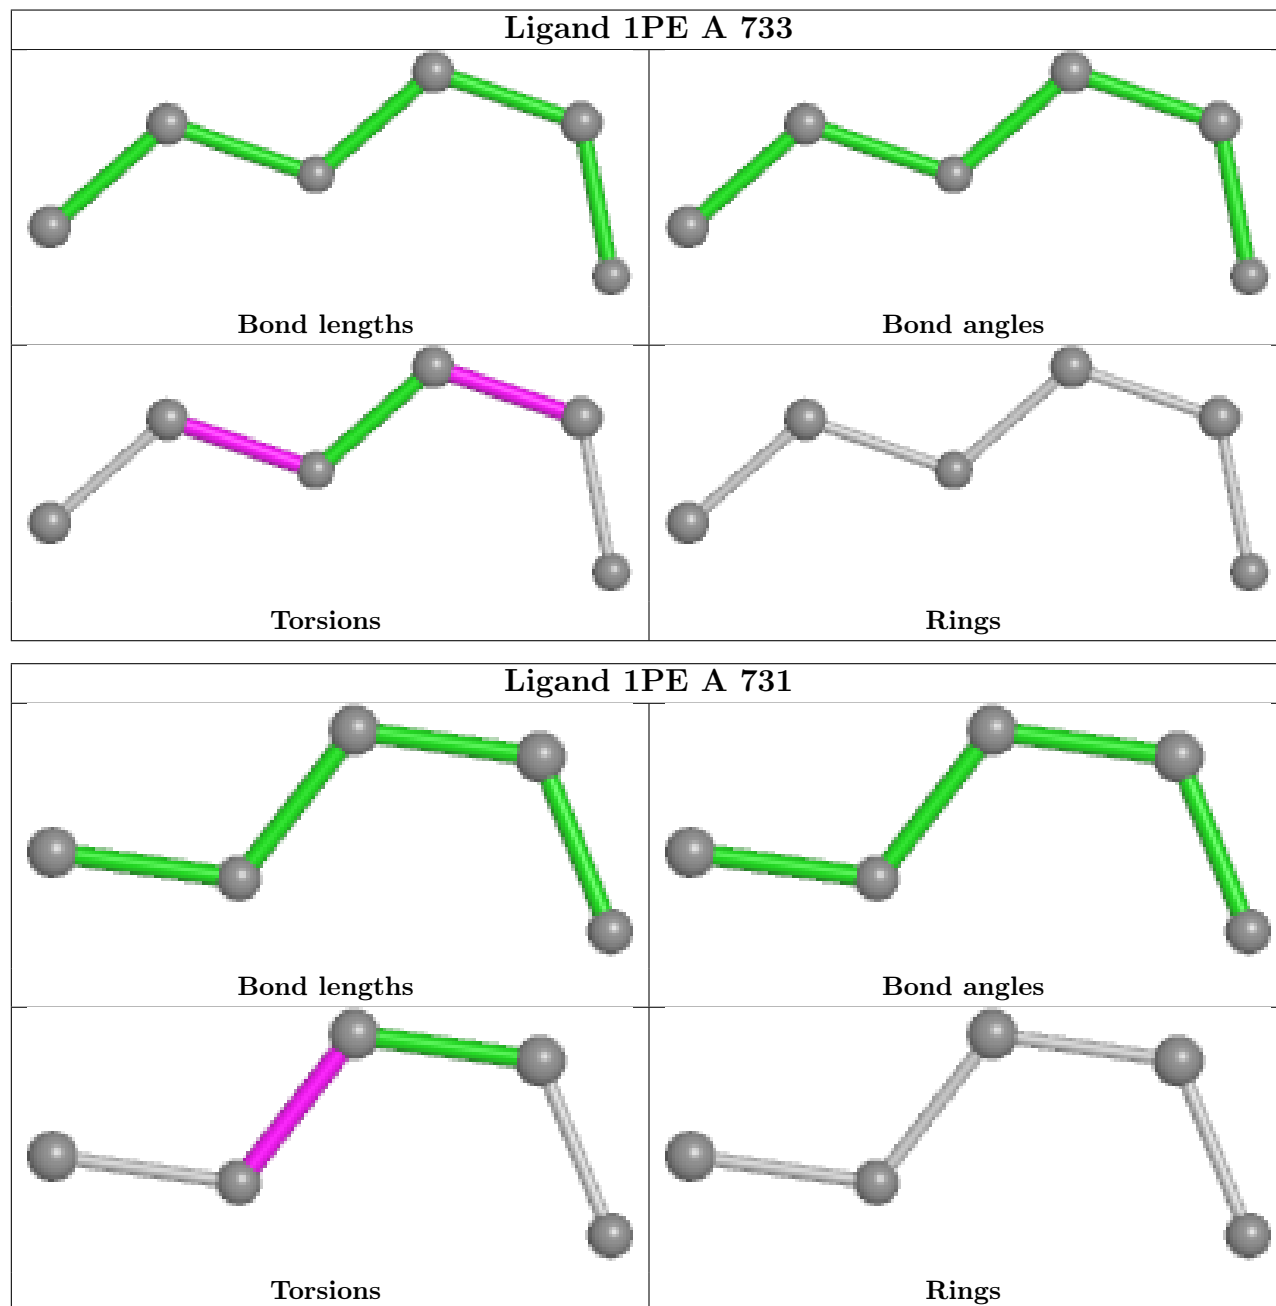 Ligand 1PE A 733
Bond lengths
Bond angles
Torsions
Rings
Ligand 1PE A 731
Bond lengths
Bond angles
Torsions
Rings